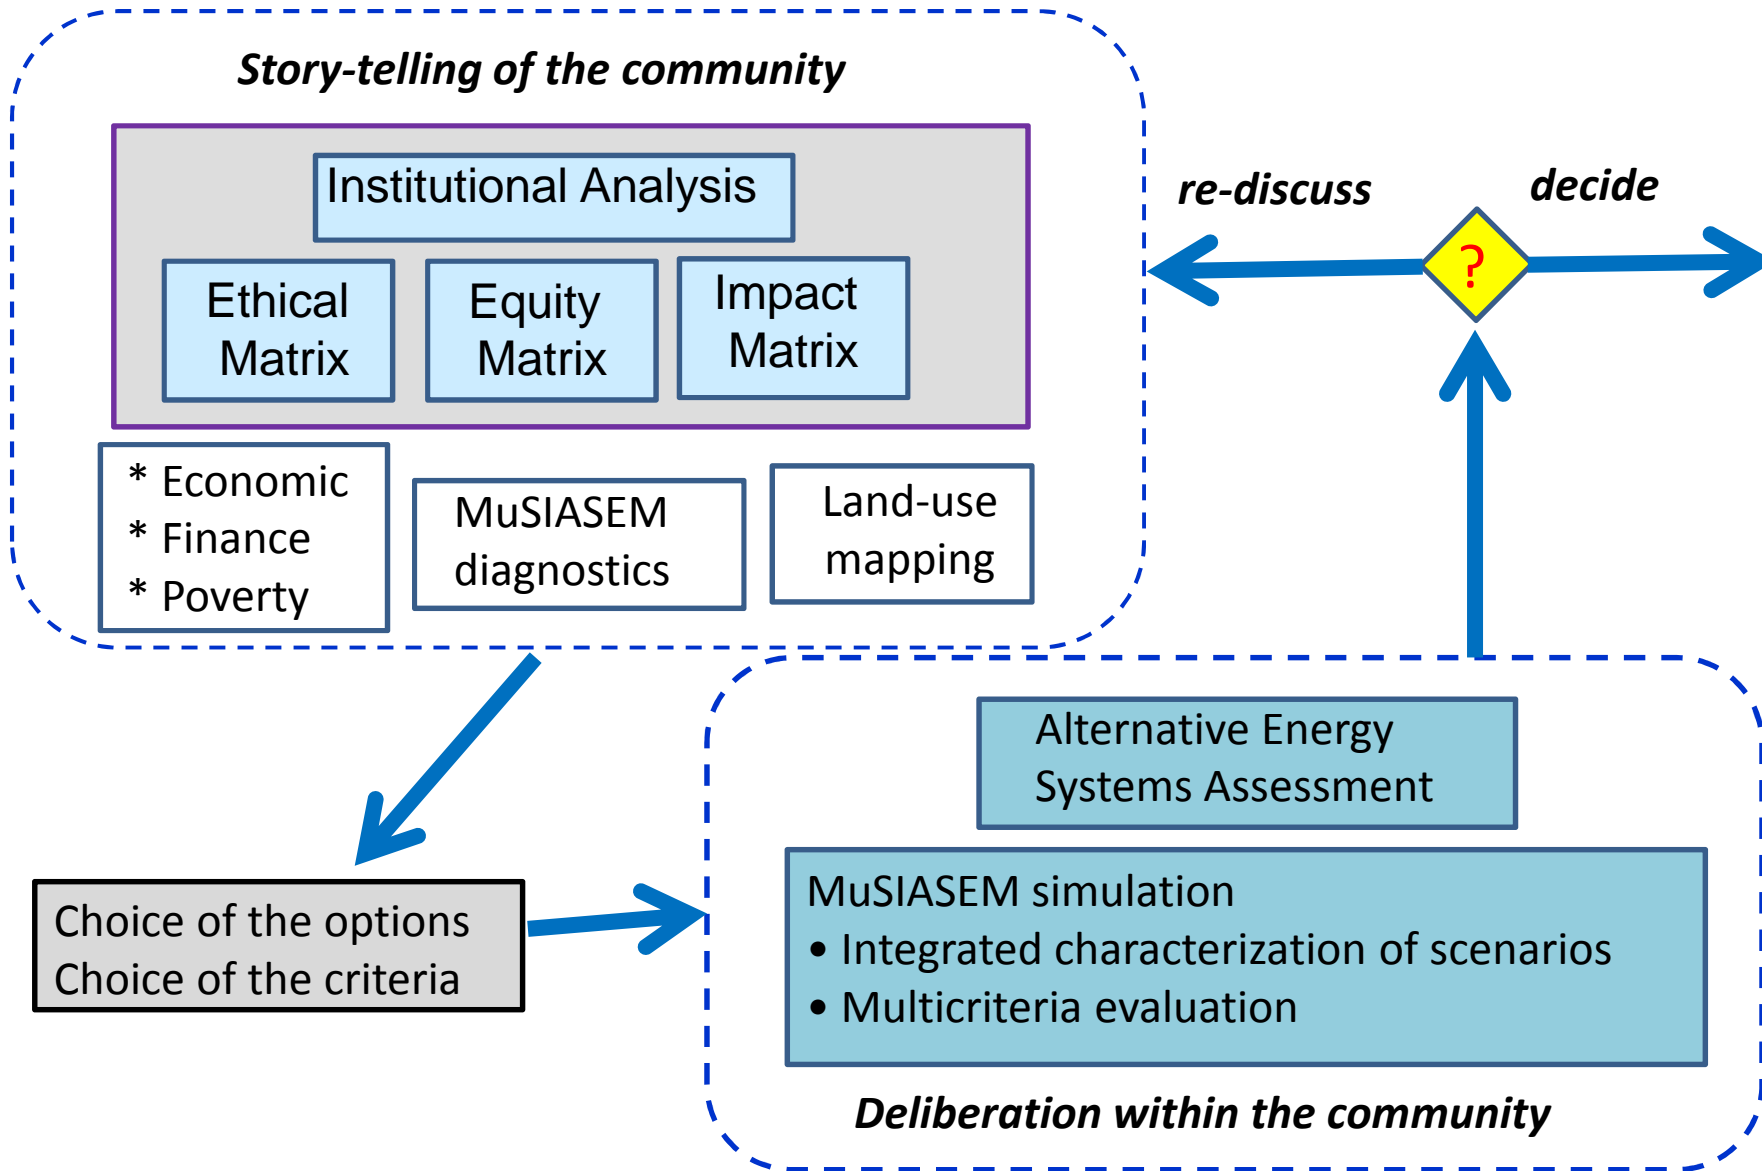 Story-telling of the community
Institutional Analysis
Ethical
Matrix
Equity
Matrix
Impact
Matrix
* Economic
* Finance
* Poverty
MuSIASEM
diagnostics
Land-use
mapping
re-discuss
decide
?
Choice of the options
Choice of the criteria
Alternative Energy
Systems Assessment
MuSIASEM simulation
• Integrated characterization of scenarios
• Multicriteria evaluation
Deliberation within the community